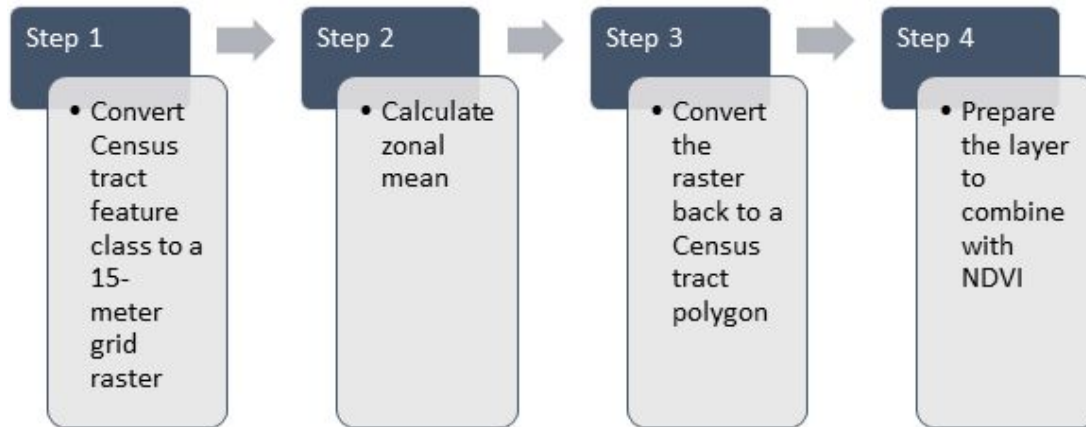 Step 1
• Convert
Census
tract
feature
class to a
15-
meter
grid
raster
Step 2
• Calculate
zonal
mean
Step 3
• Convert
the
raster
back to a
Census
tract
polygon
Step 4
• Prepare
the layer
to
combine
with
NDVI